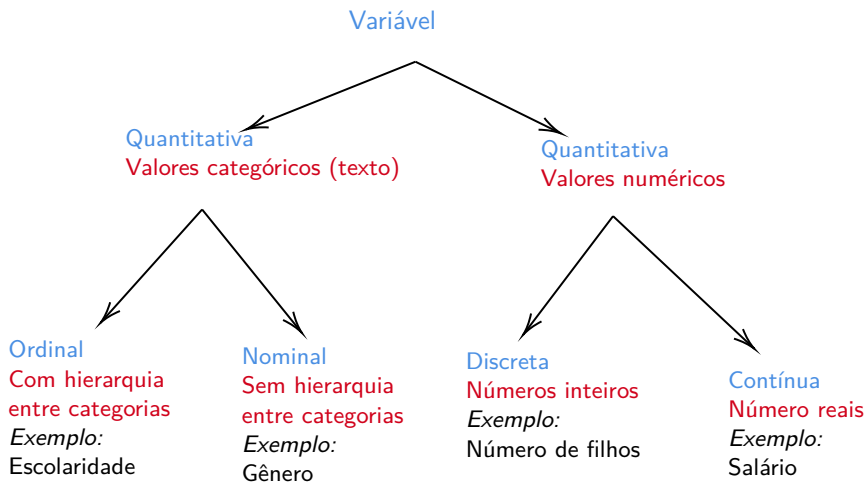 Variável
Quantitativa
Valores categóricos (texto)
Quantitativa
Valores numéricos
Ordinal
Com hierarquia
entre categorias
Exemplo:
Escolaridade
Nominal
Sem hierarquia
entre categorias
Exemplo:
Gênero
Discreta
Números inteiros
Exemplo:
Número de filhos
Contínua
Número reais
Exemplo:
Salário